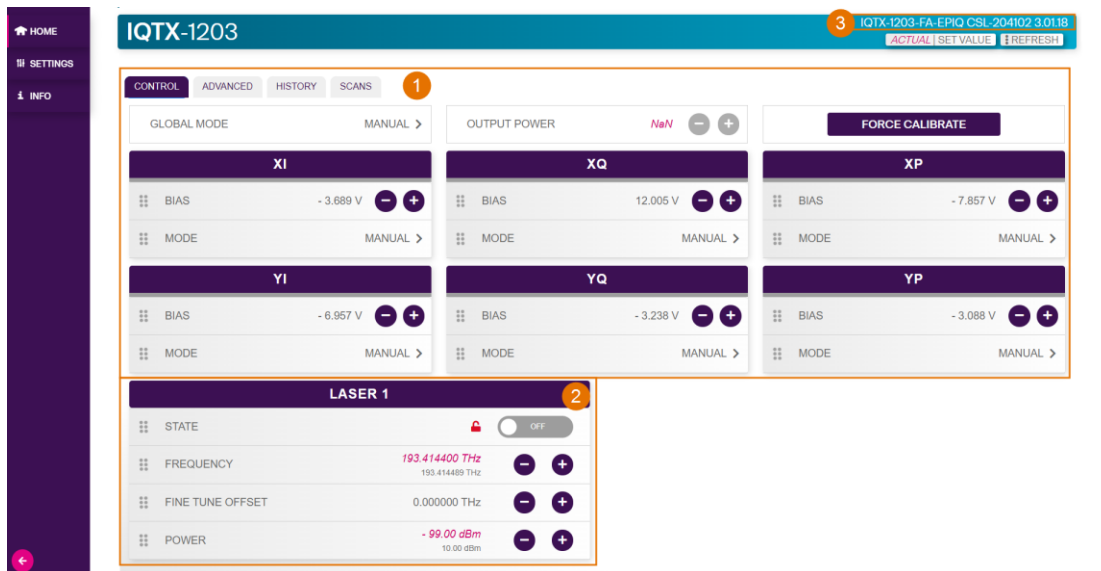 HOME
SETTINGS
INFO
IQTX-1203
3
IQTX-1203-FA-EPIQ CSL-204102 3.01.18
ACTUAL | SET VALUE
REFRESH
CONTROL ADVANCED HISTORY SCANS
1
GLOBAL MODE MANUAL
OUTPUT POWER NaN
FORCE CALIBRATE
XI
BIAS - 3.689 V
MODE MANUAL
XQ
BIAS 12.005 V
MODE MANUAL
XP
BIAS - 7.857 V
MODE MANUAL
YI
BIAS - 6.957 V
MODE MANUAL
YQ
BIAS - 3.238 V
MODE MANUAL
YP
BIAS - 3.088 V
MODE MANUAL
LASER 1
2
STATE OFF
FREQUENCY 193.414400 THz
193.414489 THz
FINE TUNE OFFSET 0.000000 THz
POWER - 99.00 dBm
10.00 dBm